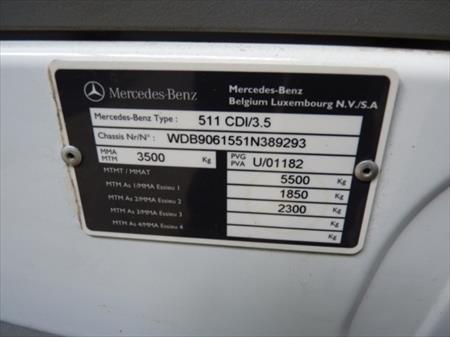 Mercedes-Benz
Mercedes-Benz
Belgium Luxembourg N.V./S.A
Mercedes-Benz Type : 511 CDI/3.5
Chassis Nr/N° : WDB9061551N389293
MMA
MTM 3500 Kg
PVG
PVA U/01182
MTMT / MMAT 5500 Kg
MTM As 1/MMA Essieu 1 1850 Kg
MTM As 2/MMA Essieu 2 2300 Kg
MTM As 3/MMA Essieu 3 Kg
MTM As 4/MMA Essieu 4 Kg